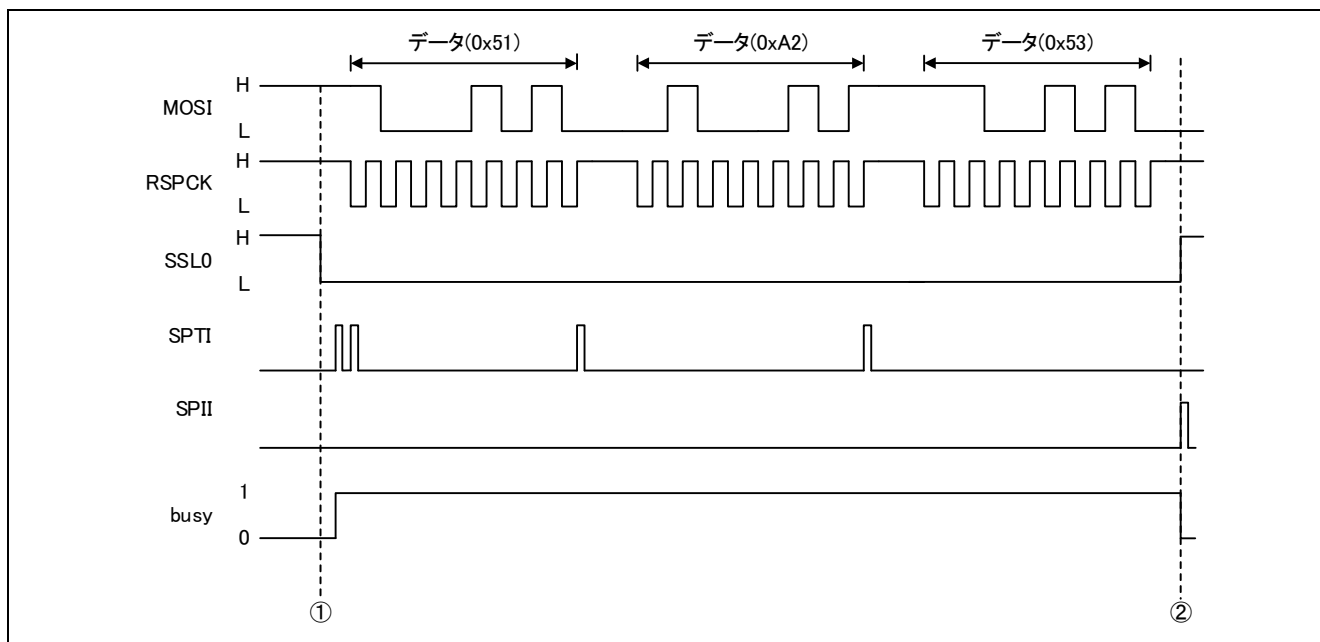 データ(0x51) データ(0xA2) データ(0x53)
H
MOSI
L
H
RSPCK
L
H
SSL0
L
SPTI
SPII
1
busy
0
① ②